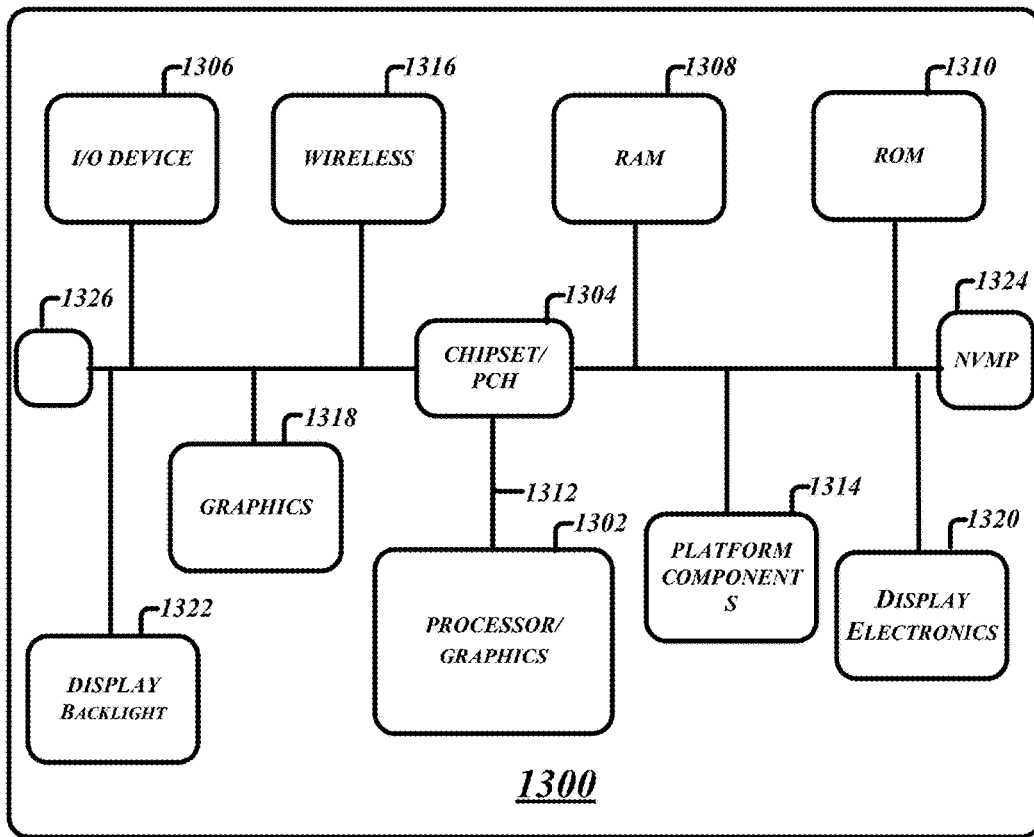 1306
1316
1308
1310
I/O DEVICE
WIRELESS
RAM
ROM
1326
1304
1324
CHIPSET/
PCH
NVMP
1318
GRAPHICS
1312
1302
1314
1320
PLATFORM
COMPONENT
S
DISPLAY
ELECTRONICS
PROCESSOR/
GRAPHICS
1322
DISPLAY
BACKLIGHT
1300